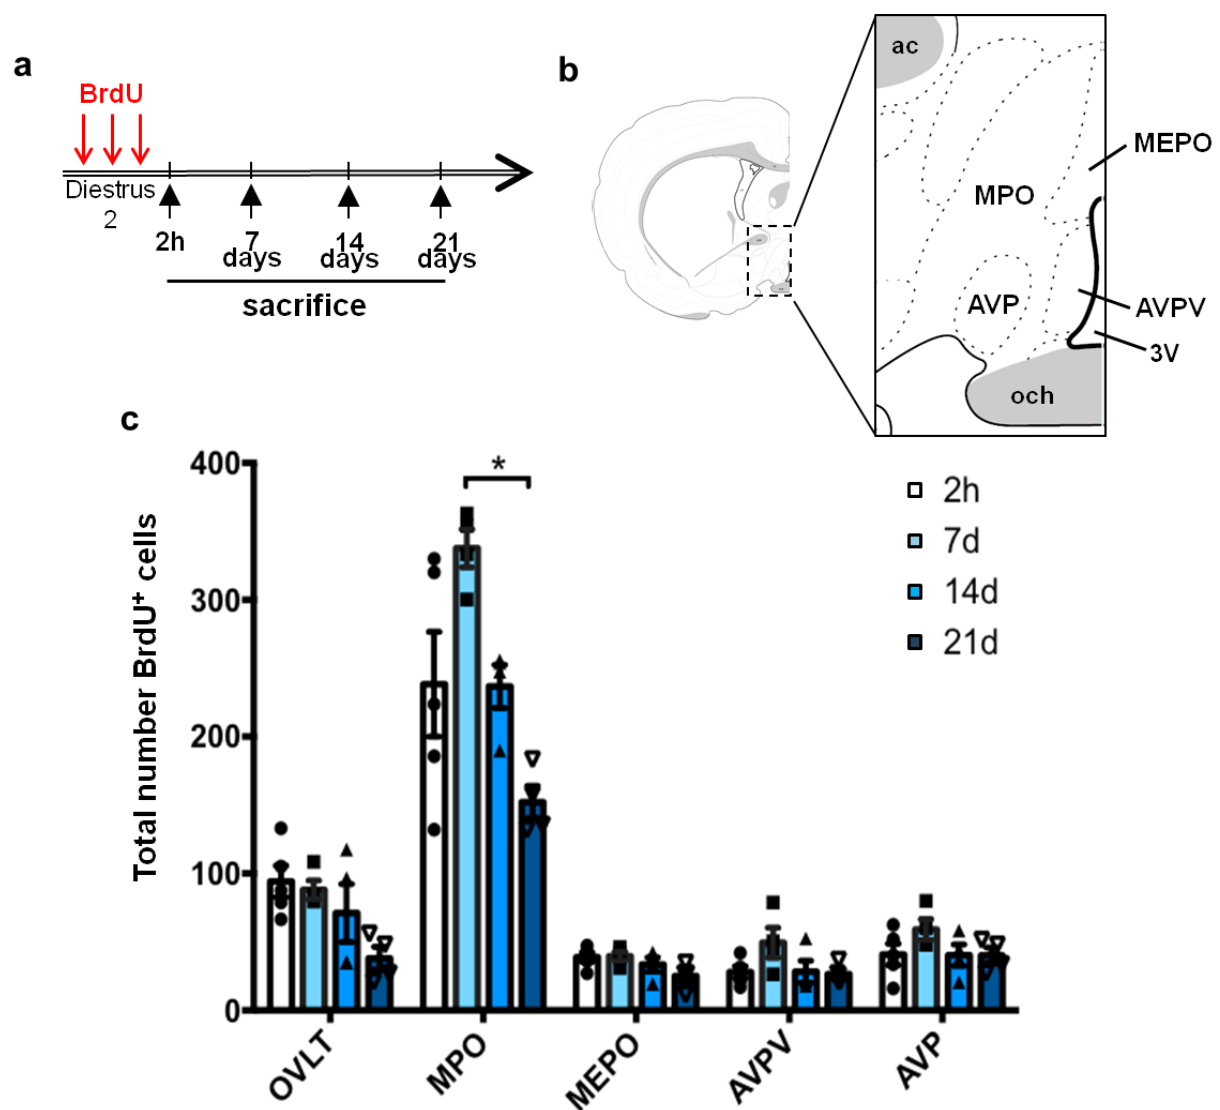 a
BrdU
Diestrus
2
2h
7
days
14
days
21
days
sacrifice
b
ac
MEPO
MPO
AVP
AVPV
3V
och
c
Total number BrdU⁺ cells
400
300
200
100
0
*
2h
7d
14d
21d
OVLT
MPO
MEPO
AVPV
AVP